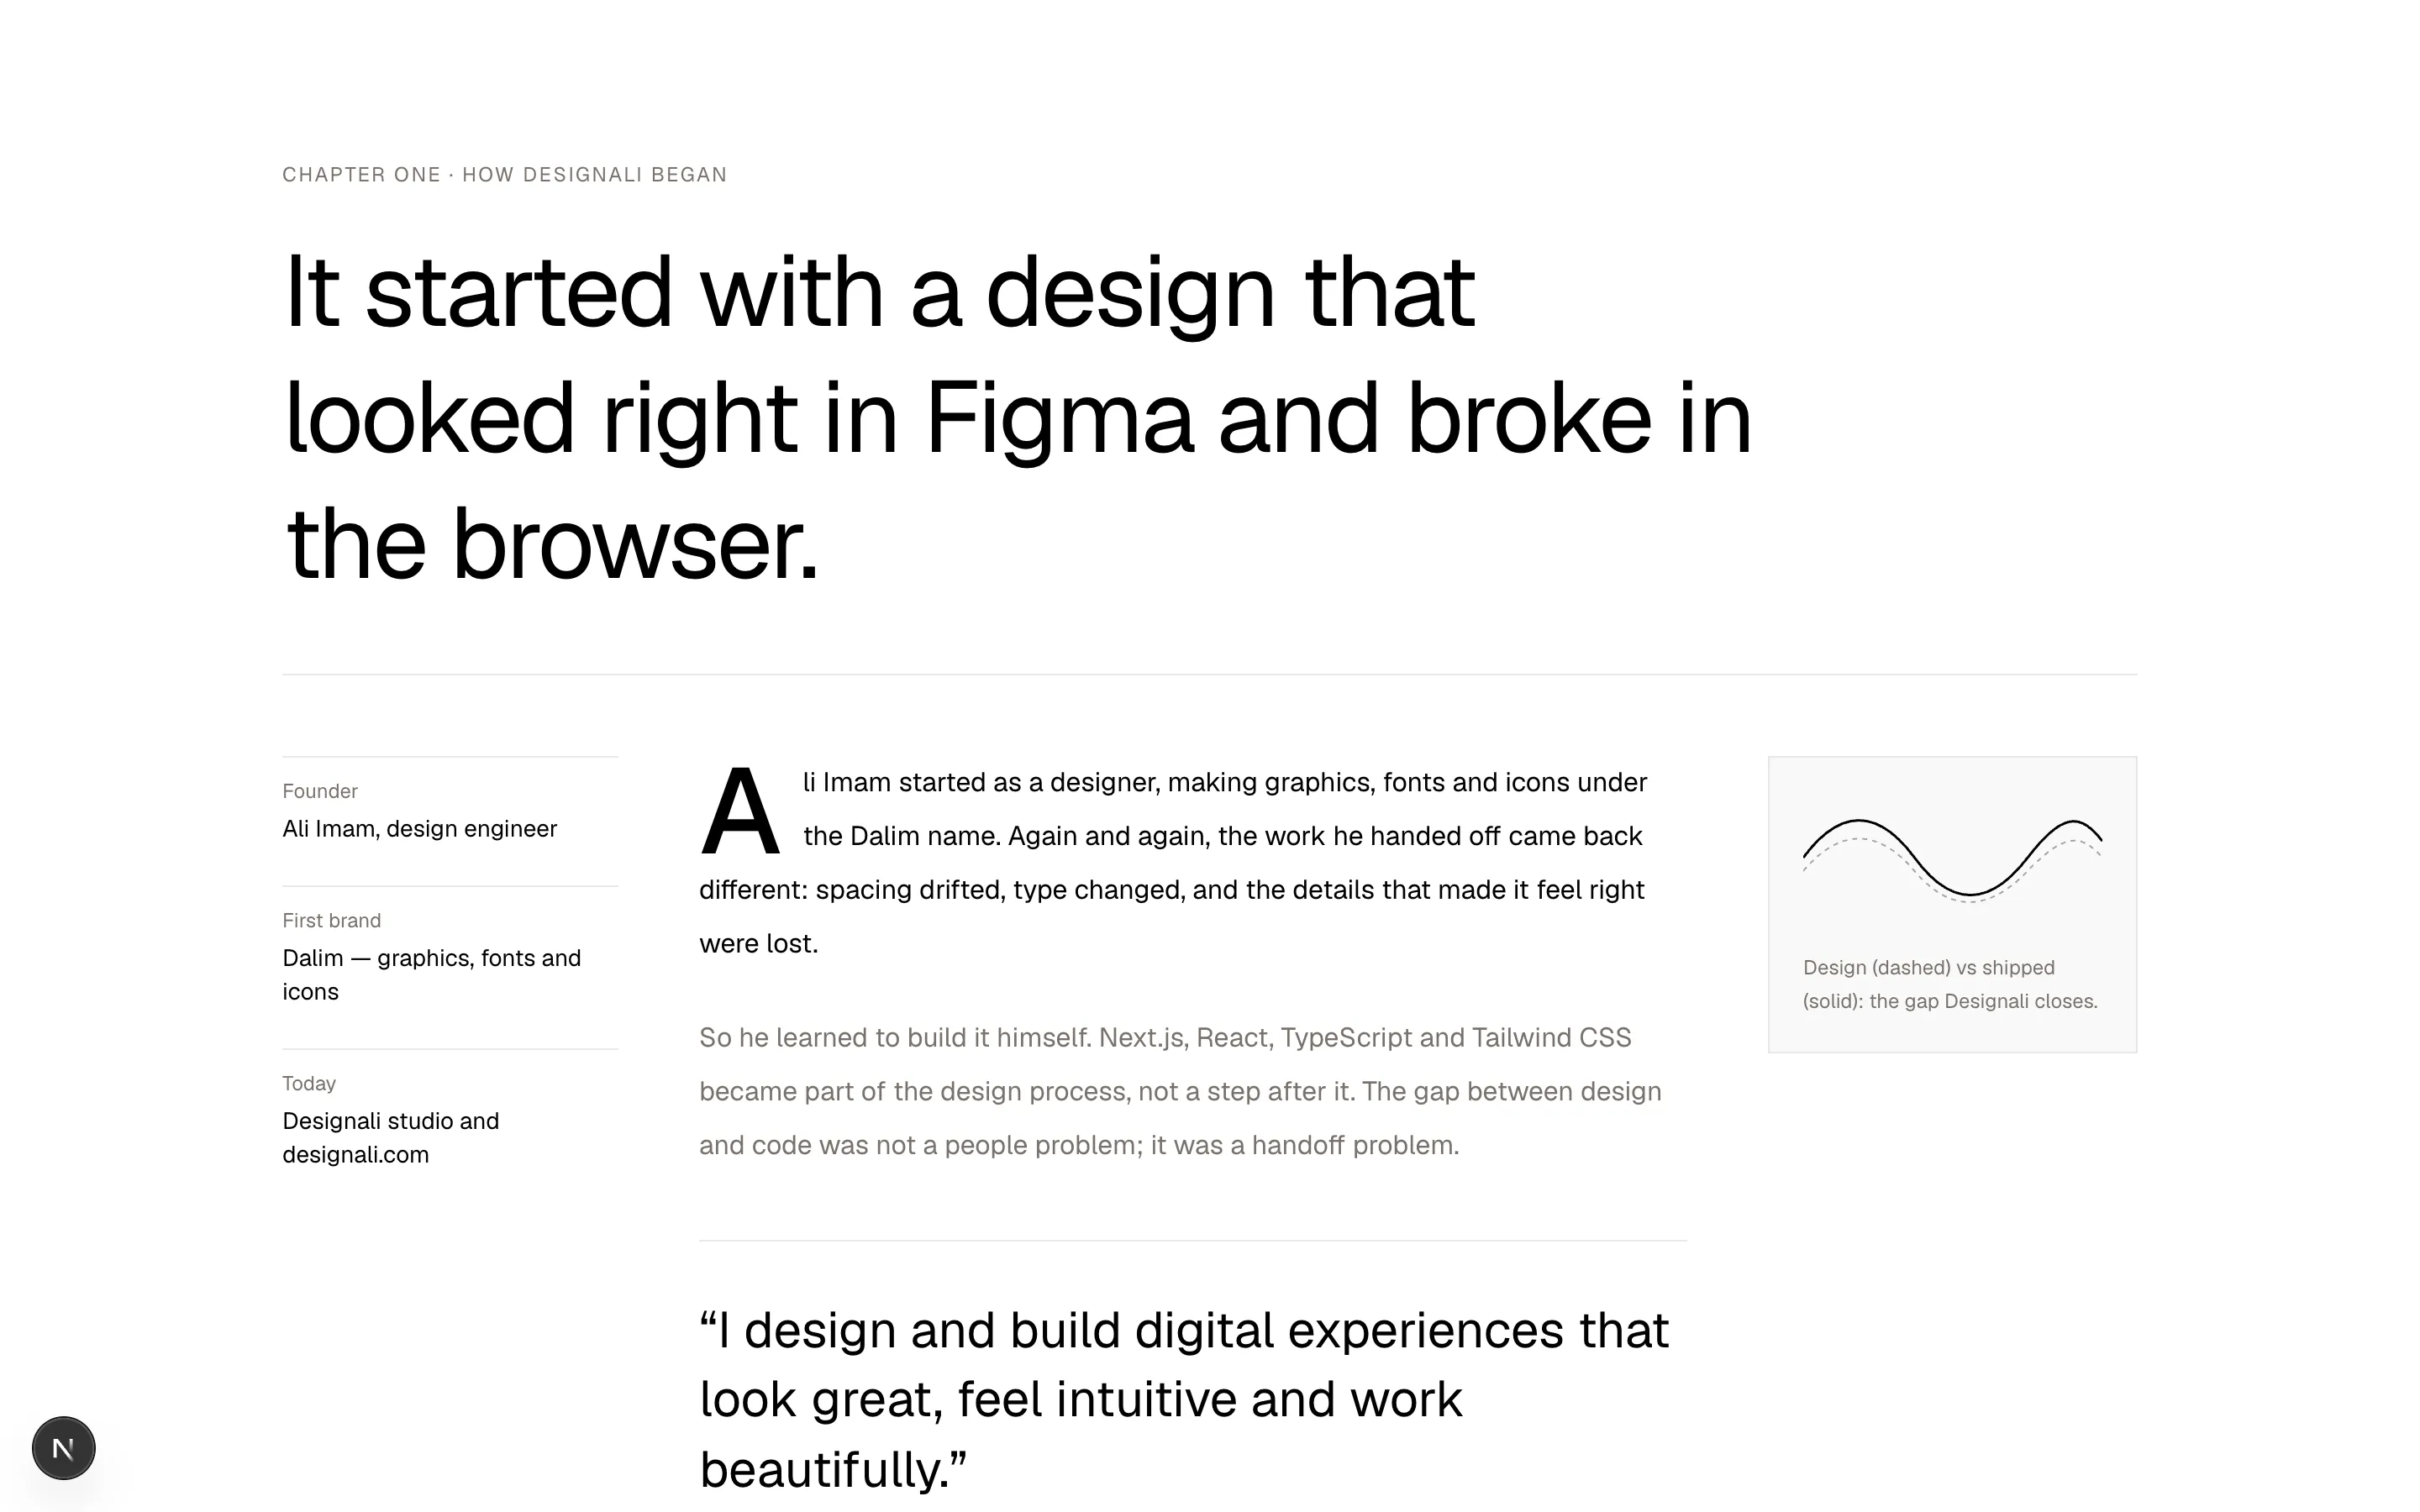 CHAPTER ONE · HOW DESIGNALI BEGAN
It started with a design that
looked right in Figma and broke in
the browser.
Founder
Ali Imam, design engineer
First brand
Dalim — graphics, fonts and
icons
Today
Designali studio and
designali.com
Ali Imam started as a designer, making graphics, fonts and icons under
the Dalim name. Again and again, the work he handed off came back
different: spacing drifted, type changed, and the details that made it feel right
were lost.
So he learned to build it himself. Next.js, React, TypeScript and Tailwind CSS
became part of the design process, not a step after it. The gap between design
and code was not a people problem; it was a handoff problem.
“I design and build digital experiences that
look great, feel intuitive and work
beautifully.”
Design (dashed) vs shipped
(solid): the gap Designali closes.
N